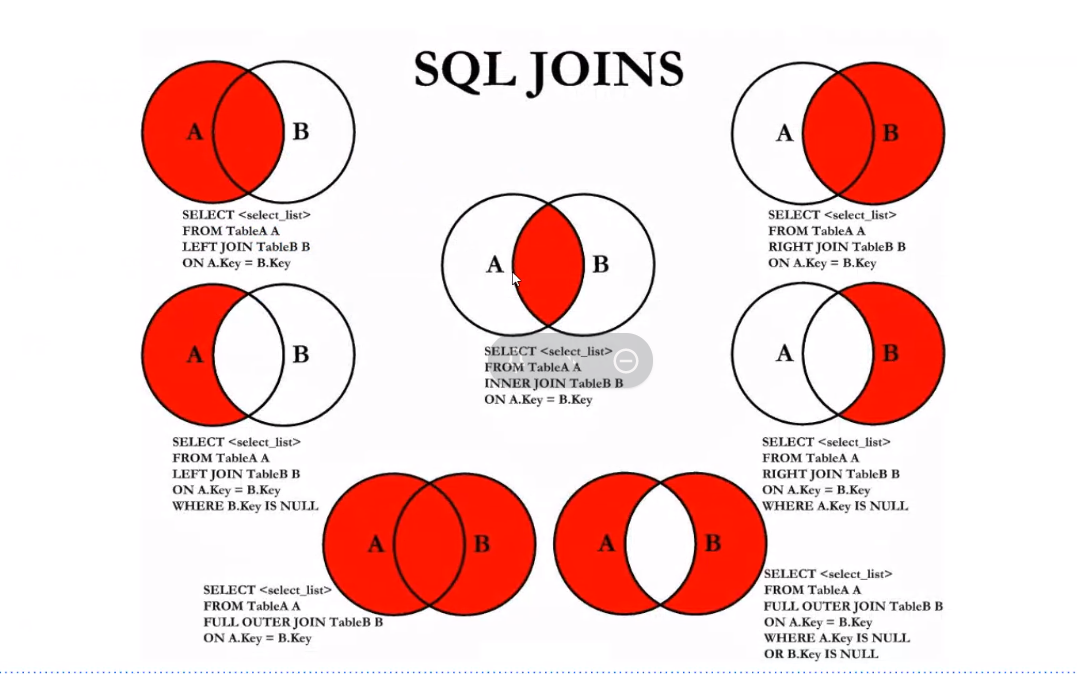 SQL JOINS
A B
SELECT <select_list>
FROM TableA A
LEFT JOIN TableB B
ON A.Key = B.Key
A B
SELECT <select_list>
FROM TableA A
RIGHT JOIN TableB B
ON A.Key = B.Key
A B
SELECT <select_list>
FROM TableA A
INNER JOIN TableB B
ON A.Key = B.Key
A B
SELECT <select_list>
FROM TableA A
LEFT JOIN TableB B
ON A.Key = B.Key
WHERE B.Key IS NULL
A B
SELECT <select_list>
FROM TableA A
RIGHT JOIN TableB B
ON A.Key = B.Key
WHERE A.Key IS NULL
A B
SELECT <select_list>
FROM TableA A
FULL OUTER JOIN TableB B
ON A.Key = B.Key
A B
SELECT <select_list>
FROM TableA A
FULL OUTER JOIN TableB B
ON A.Key = B.Key
WHERE A.Key IS NULL
OR B.Key IS NULL